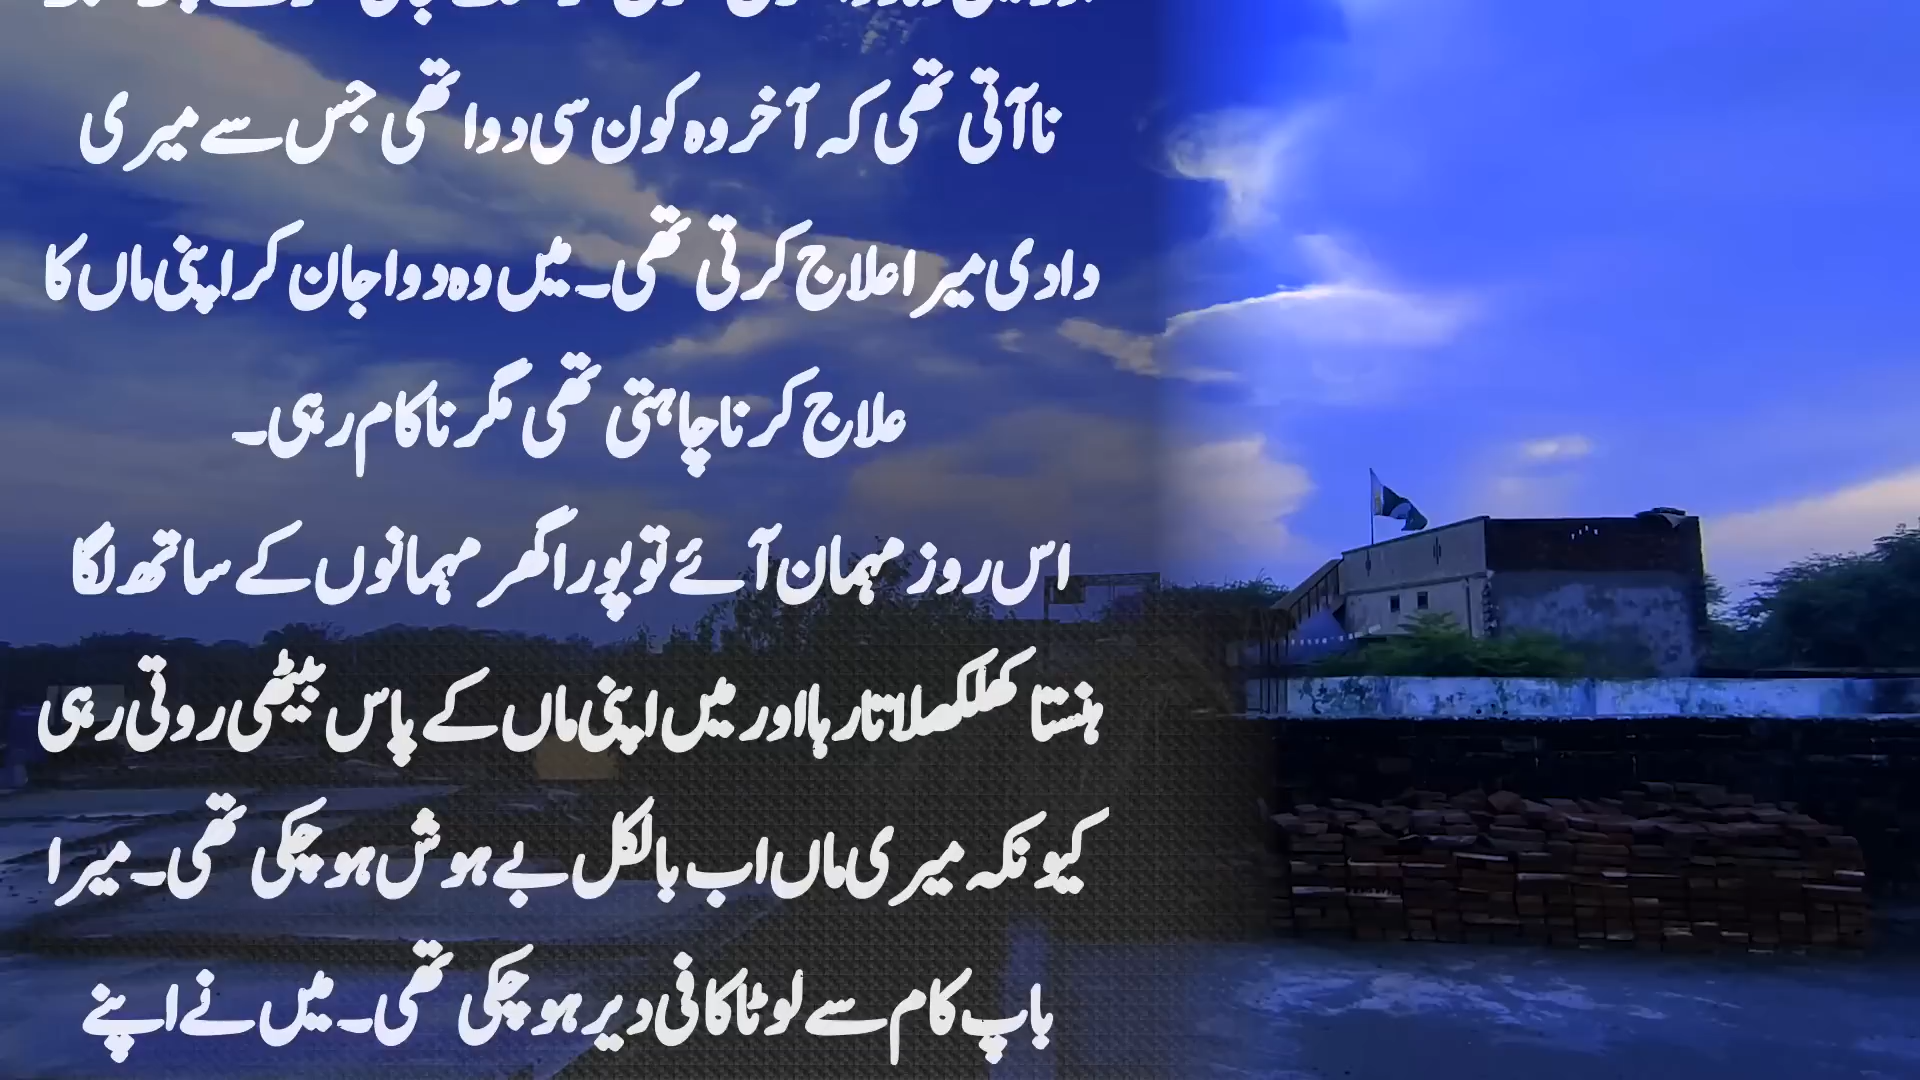 نا آتی تھی کہ آخر وہ کون سی دوا تھی جس سے میری
دادی میرا علاج کرتی تھی۔ میں وہ دوا جان کر اپنی ماں کا
علاج کرنا چاہتی تھی مگر ناکام رہی۔
اس روز مہمان آئے تو پورا گھر مہمانوں کے ساتھ لگا
ہنستا کھلکھلاتا رہا اور میں اپنی ماں کے پاس بیٹھی روتی رہی
کیونکہ میری ماں اب بالکل بے ہوش ہو چکی تھی۔ میرا
باپ کام سے لوٹا کافی دیر ہو چکی تھی۔ میں نے اپنے